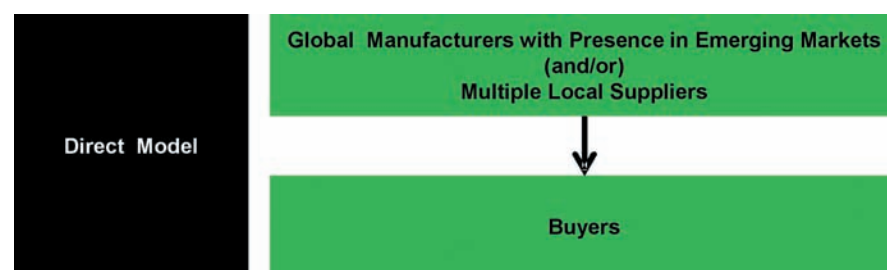 Direct Model
Global Manufacturers with Presence in Emerging Markets
(and/or)
Multiple Local Suppliers
Buyers